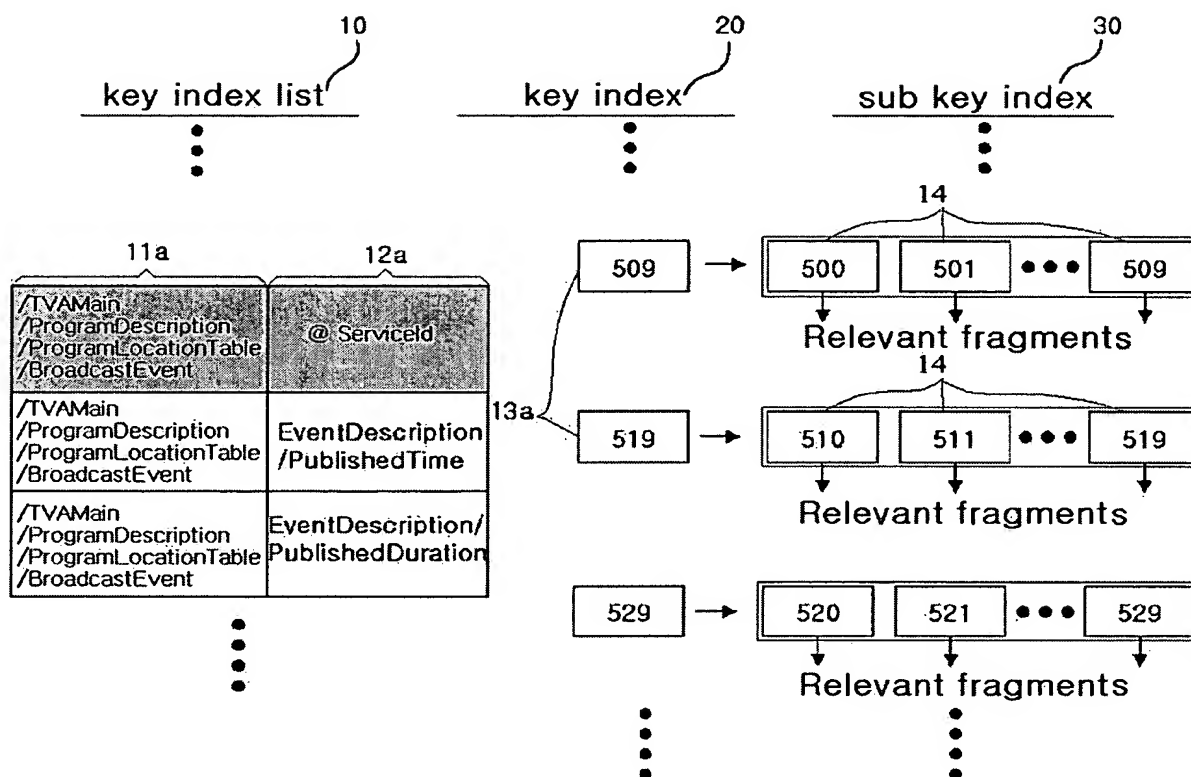 10 20 30
key index list key index sub key index
14
11a 12a
509 500 501 509
/TVAMain
/ProgramDescription
/ProgramLocationTable
/BroadcastEvent
@ ServiceId
Relevant fragments
14
13a
/TVAMain
/ProgramDescription
/ProgramLocationTable
/BroadcastEvent
EventDescription
/PublishedTime
519 510 511 519
Relevant fragments
/TVAMain
/ProgramDescription
/ProgramLocationTable
/BroadcastEvent
EventDescription/
PublishedDuration
529 520 521 529
Relevant fragments